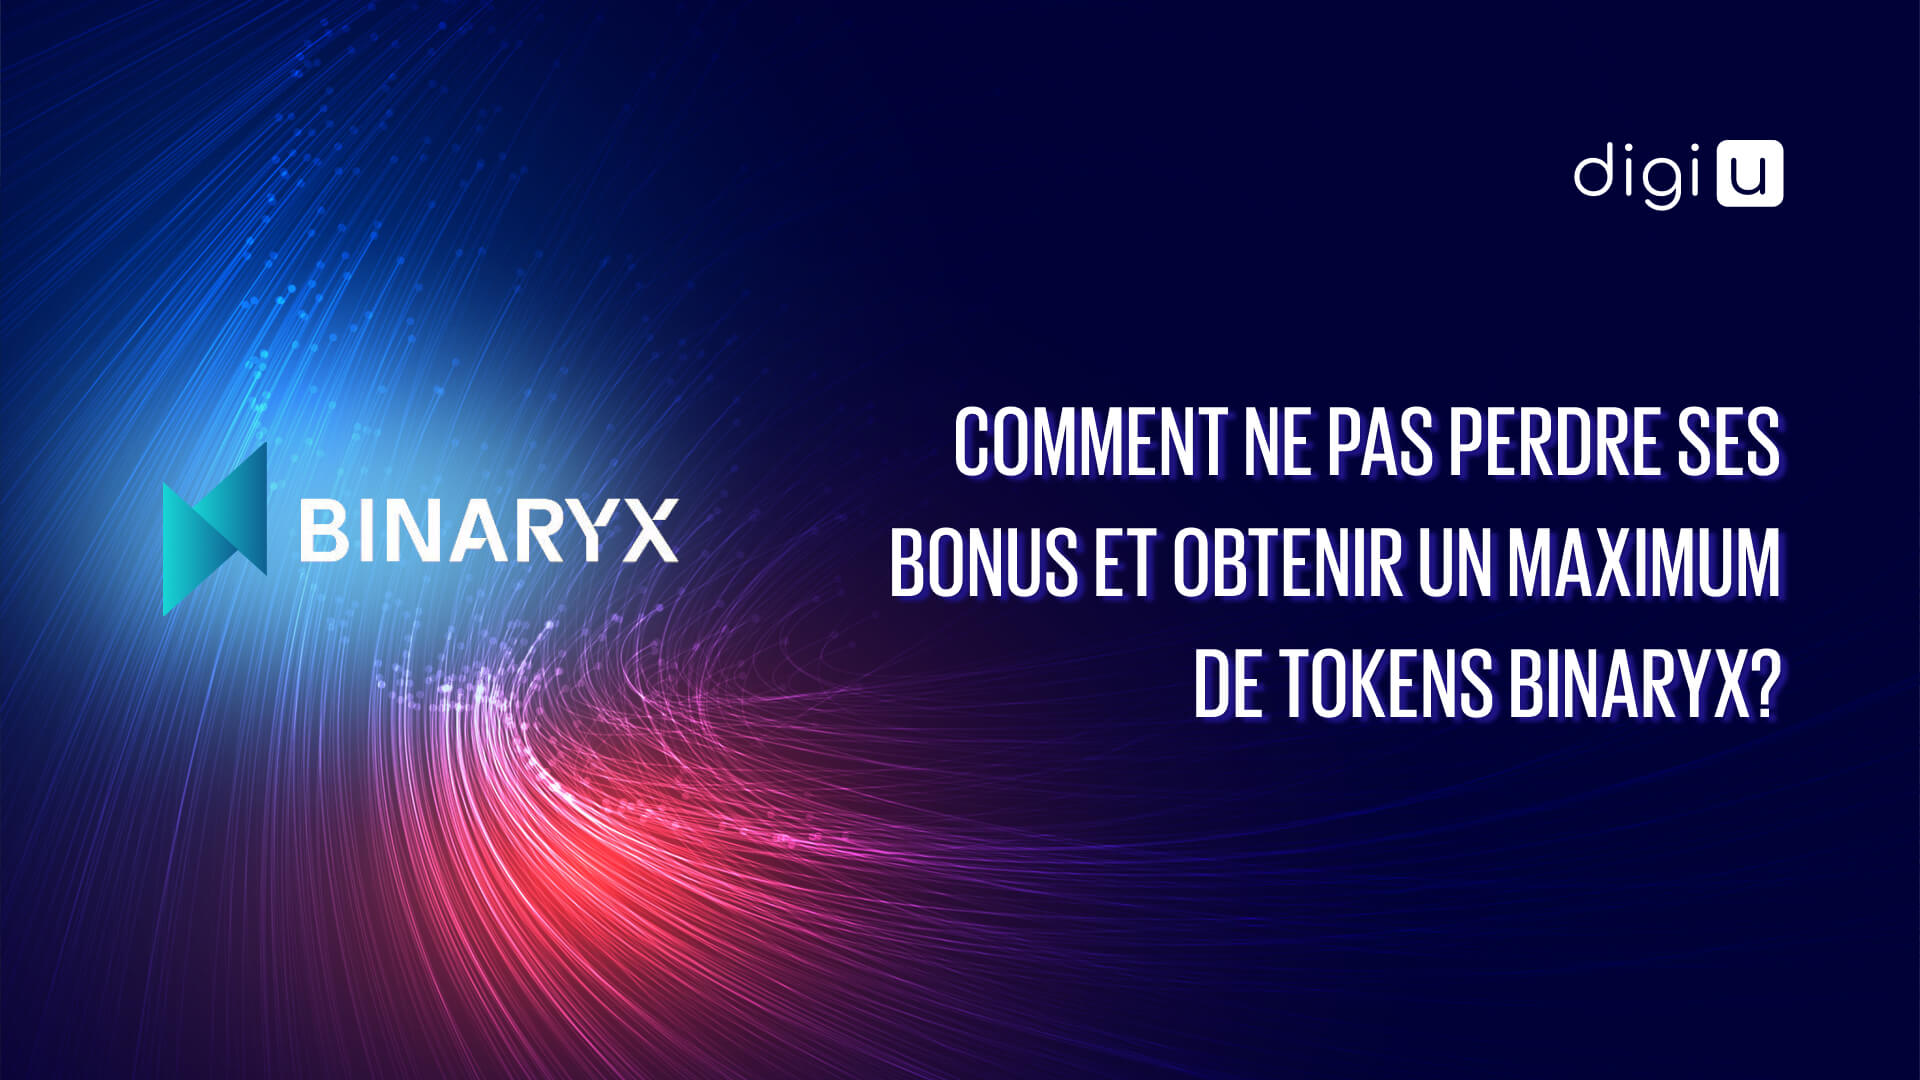 digi u
BINARYX
COMMENT NE PAS PERDRE SES
BONUS ET OBTENIR UN MAXIMUM
DE TOKENS BINARYX?